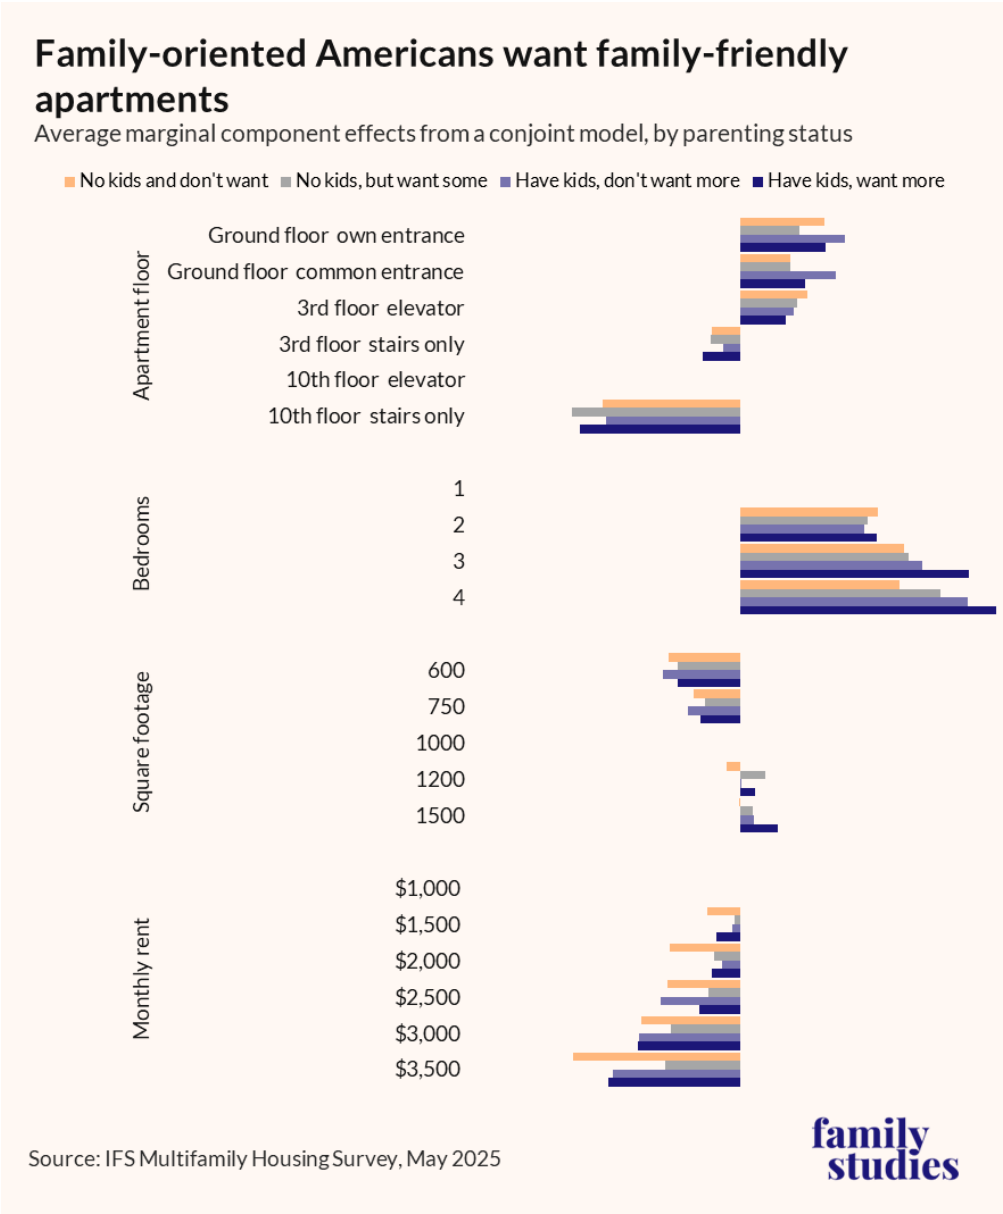 Family-oriented Americans want family-friendly
apartments
Average marginal component effects from a conjoint model, by parenting status
No kids and don't want No kids, but want some Have kids, don't want more Have kids, want more
Apartment floor
Ground floor own entrance
Ground floor common entrance
3rd floor elevator
3rd floor stairs only
10th floor elevator
10th floor stairs only
Bedrooms
1
2
3
4
Square footage
600
750
1000
1200
1500
Monthly rent
$1,000
$1,500
$2,000
$2,500
$3,000
$3,500
Source: IFS Multifamily Housing Survey, May 2025
family
studies